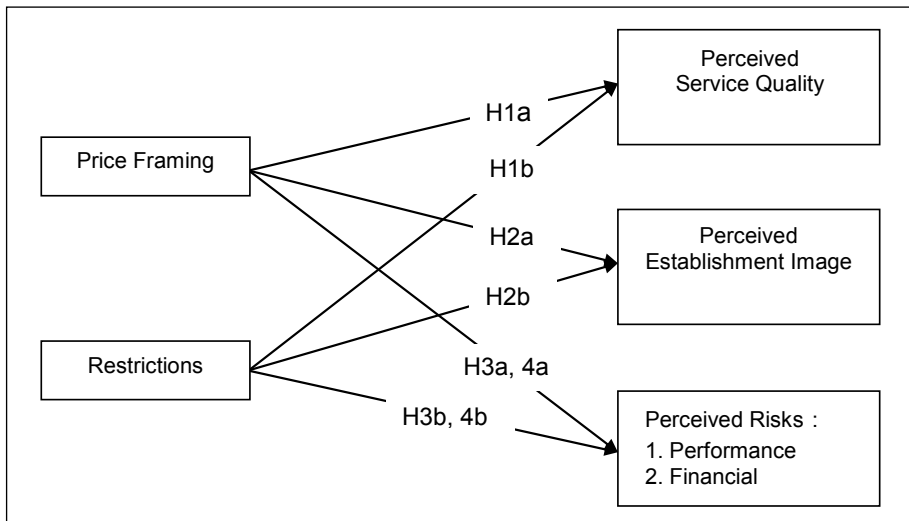 Perceived
Service Quality
H1a
Price Framing
H1b
Perceived
Establishment Image
H2a
H2b
Restrictions
H3a, 4a
H3b, 4b
Perceived Risks :
1. Performance
2. Financial